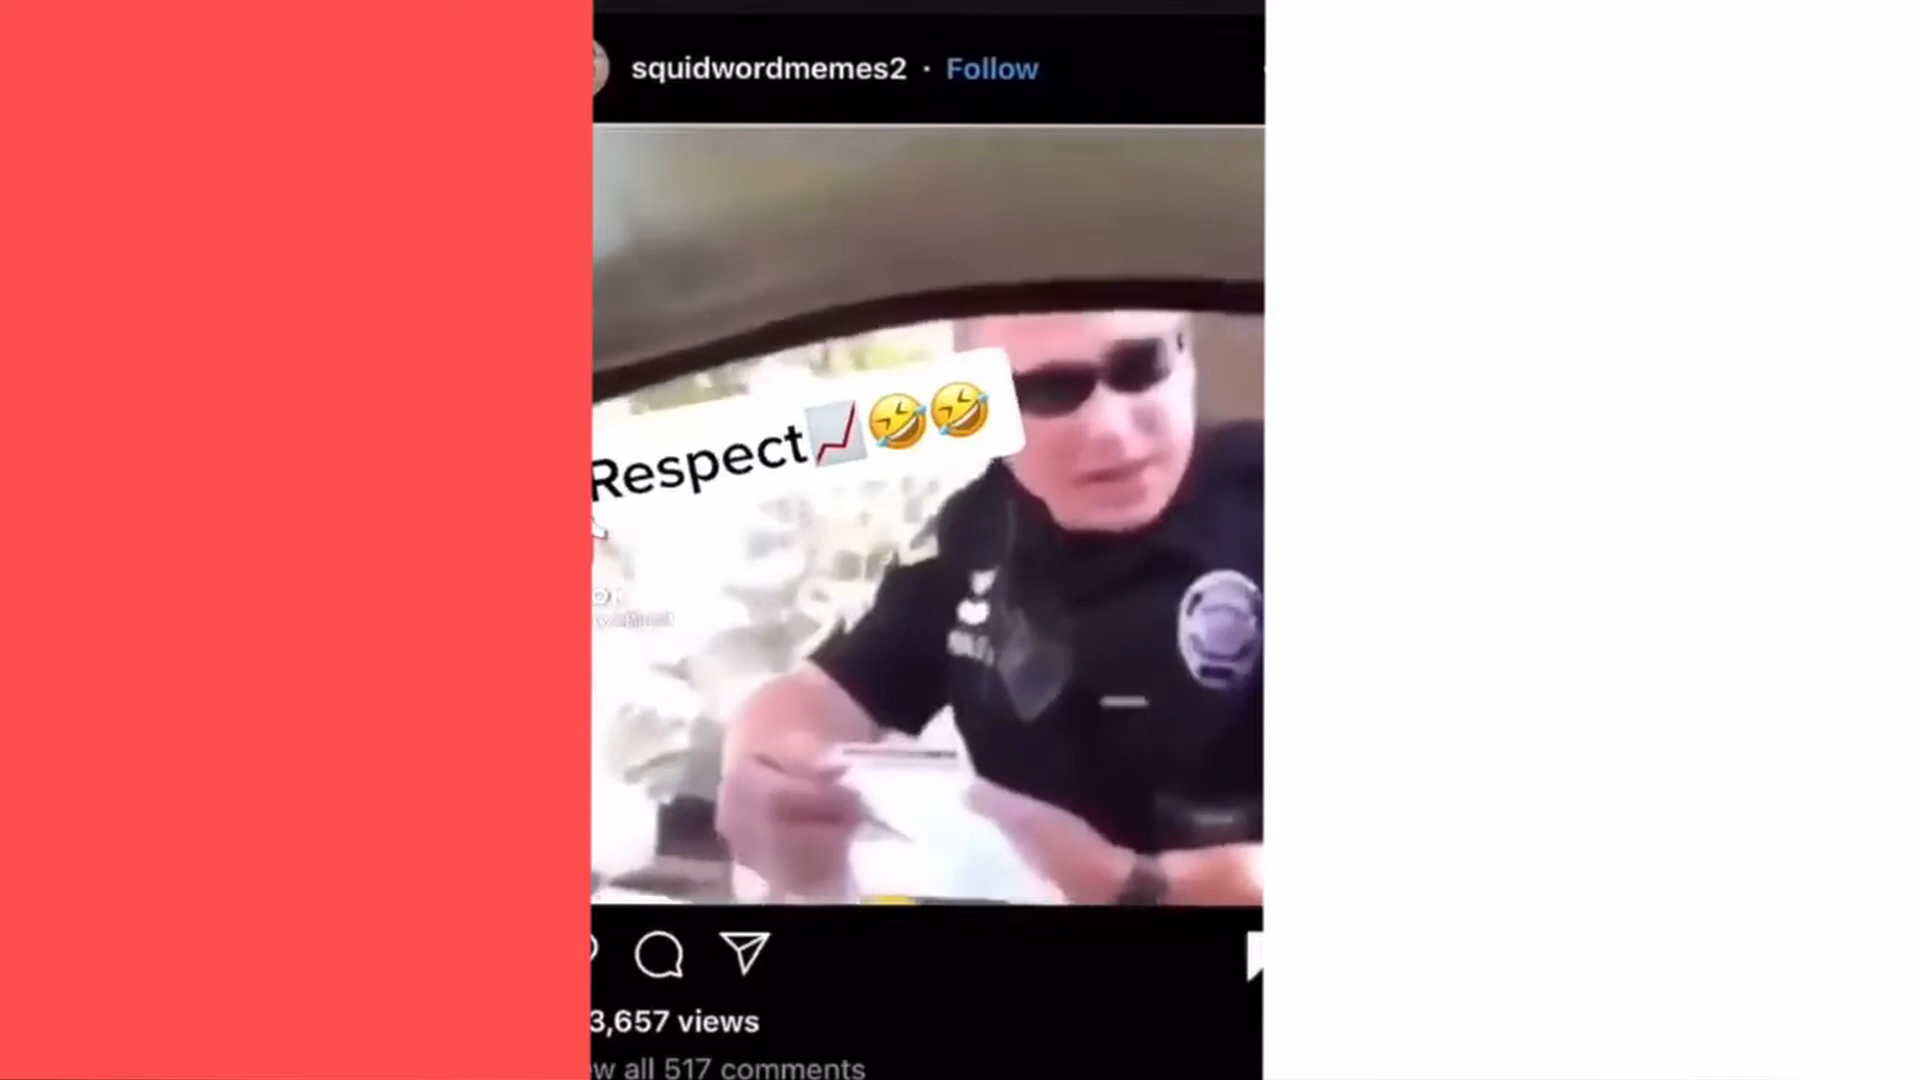 squidwordmemes2 · Follow
Respect📈🤣🤣
3,657 views
all 517 comments